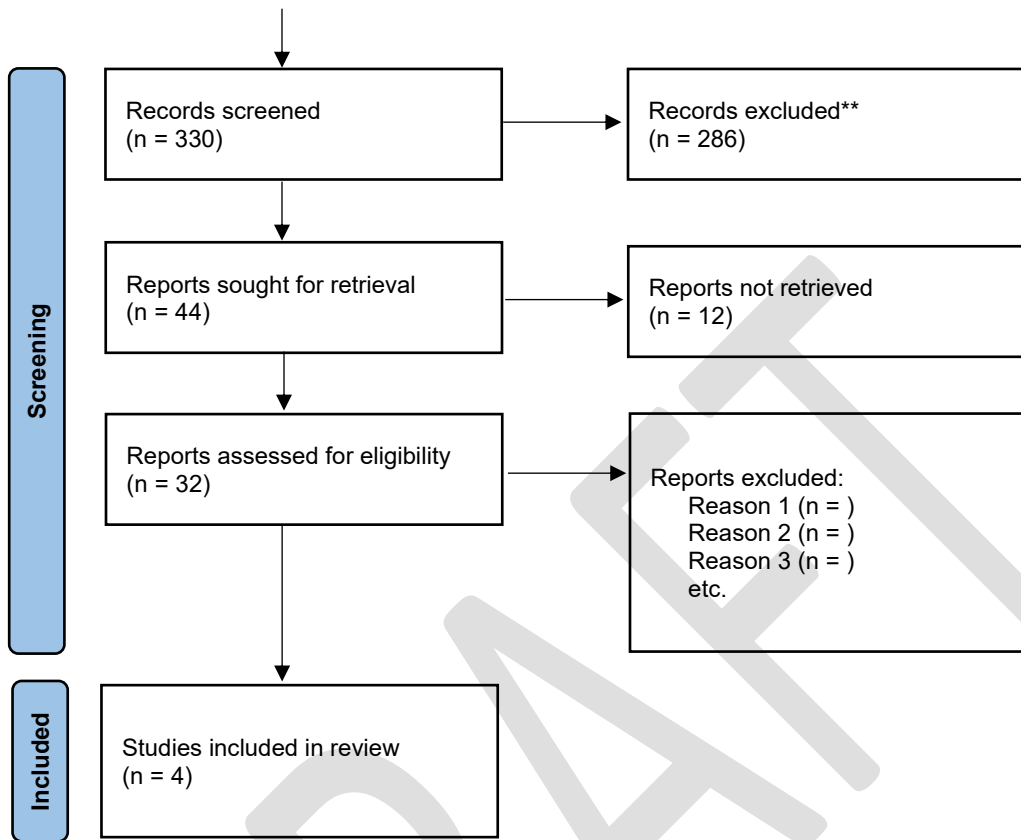 Records screened
(n = 330)
Records excluded**
(n = 286)
Reports sought for retrieval
(n = 44)
Reports not retrieved
(n = 12)
Screening
Reports assessed for eligibility
(n = 32)
Reports excluded:
Reason 1 (n = )
Reason 2 (n = )
Reason 3 (n = )
etc.
Included
Studies included in review
(n = 4)
DRAFT